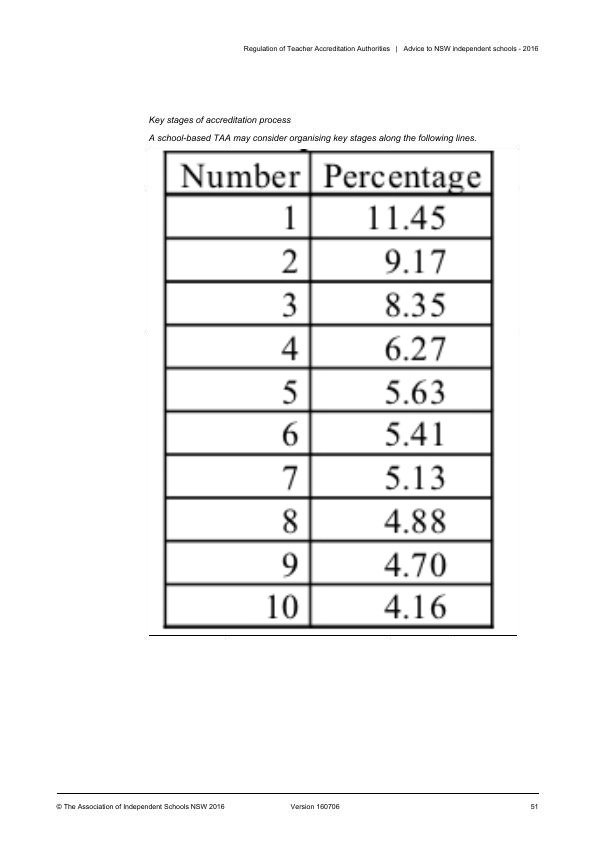 Regulation of Teacher Accreditation Authorities | Advice to NSW independent schools - 2016
Key stages of accreditation process
A school-based TAA may consider organising key stages along the following lines.
Number Percentage
1 11.45
2 9.17
3 8.35
4 6.27
5 5.63
6 5.41
7 5.13
8 4.88
9 4.70
10 4.16
© The Association of Independent Schools NSW 2016 Version 160706 51